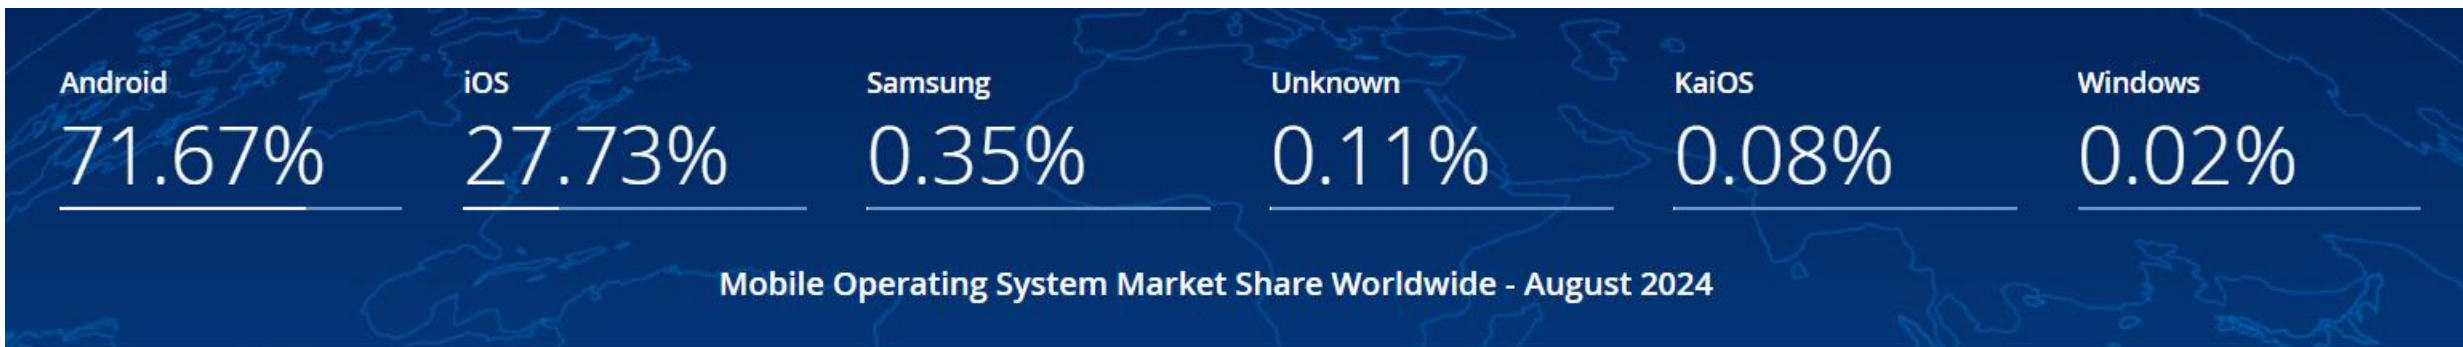 Android iOS Samsung Unknown KaiOS Windows
71.67% 27.73% 0.35% 0.11% 0.08% 0.02%
Mobile Operating System Market Share Worldwide - August 2024